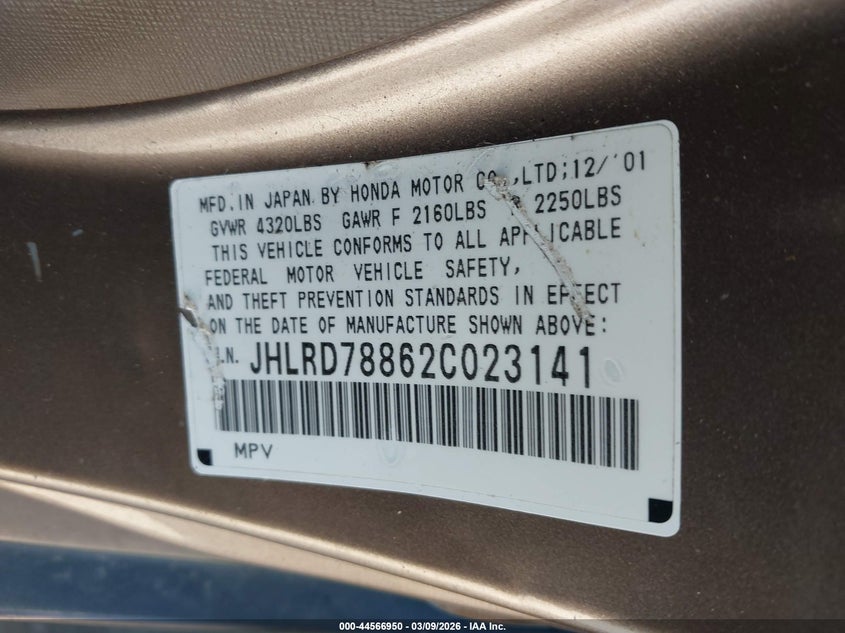 MFD.IN JAPAN BY HONDA MOTOR CO.,LTD;12/'01
GVWR 4320LBS GAWR F 2160LBS 2250LBS
THIS VEHICLE CONFORMS TO ALL APPLICABLE
FEDERAL MOTOR VEHICLE SAFETY,
AND THEFT PREVENTION STANDARDS IN EFFECT
ON THE DATE OF MANUFACTURE SHOWN ABOVE:
JHLRD78862C023141
MPV
000-44566950 | 03/09/2026 - IAA Inc.